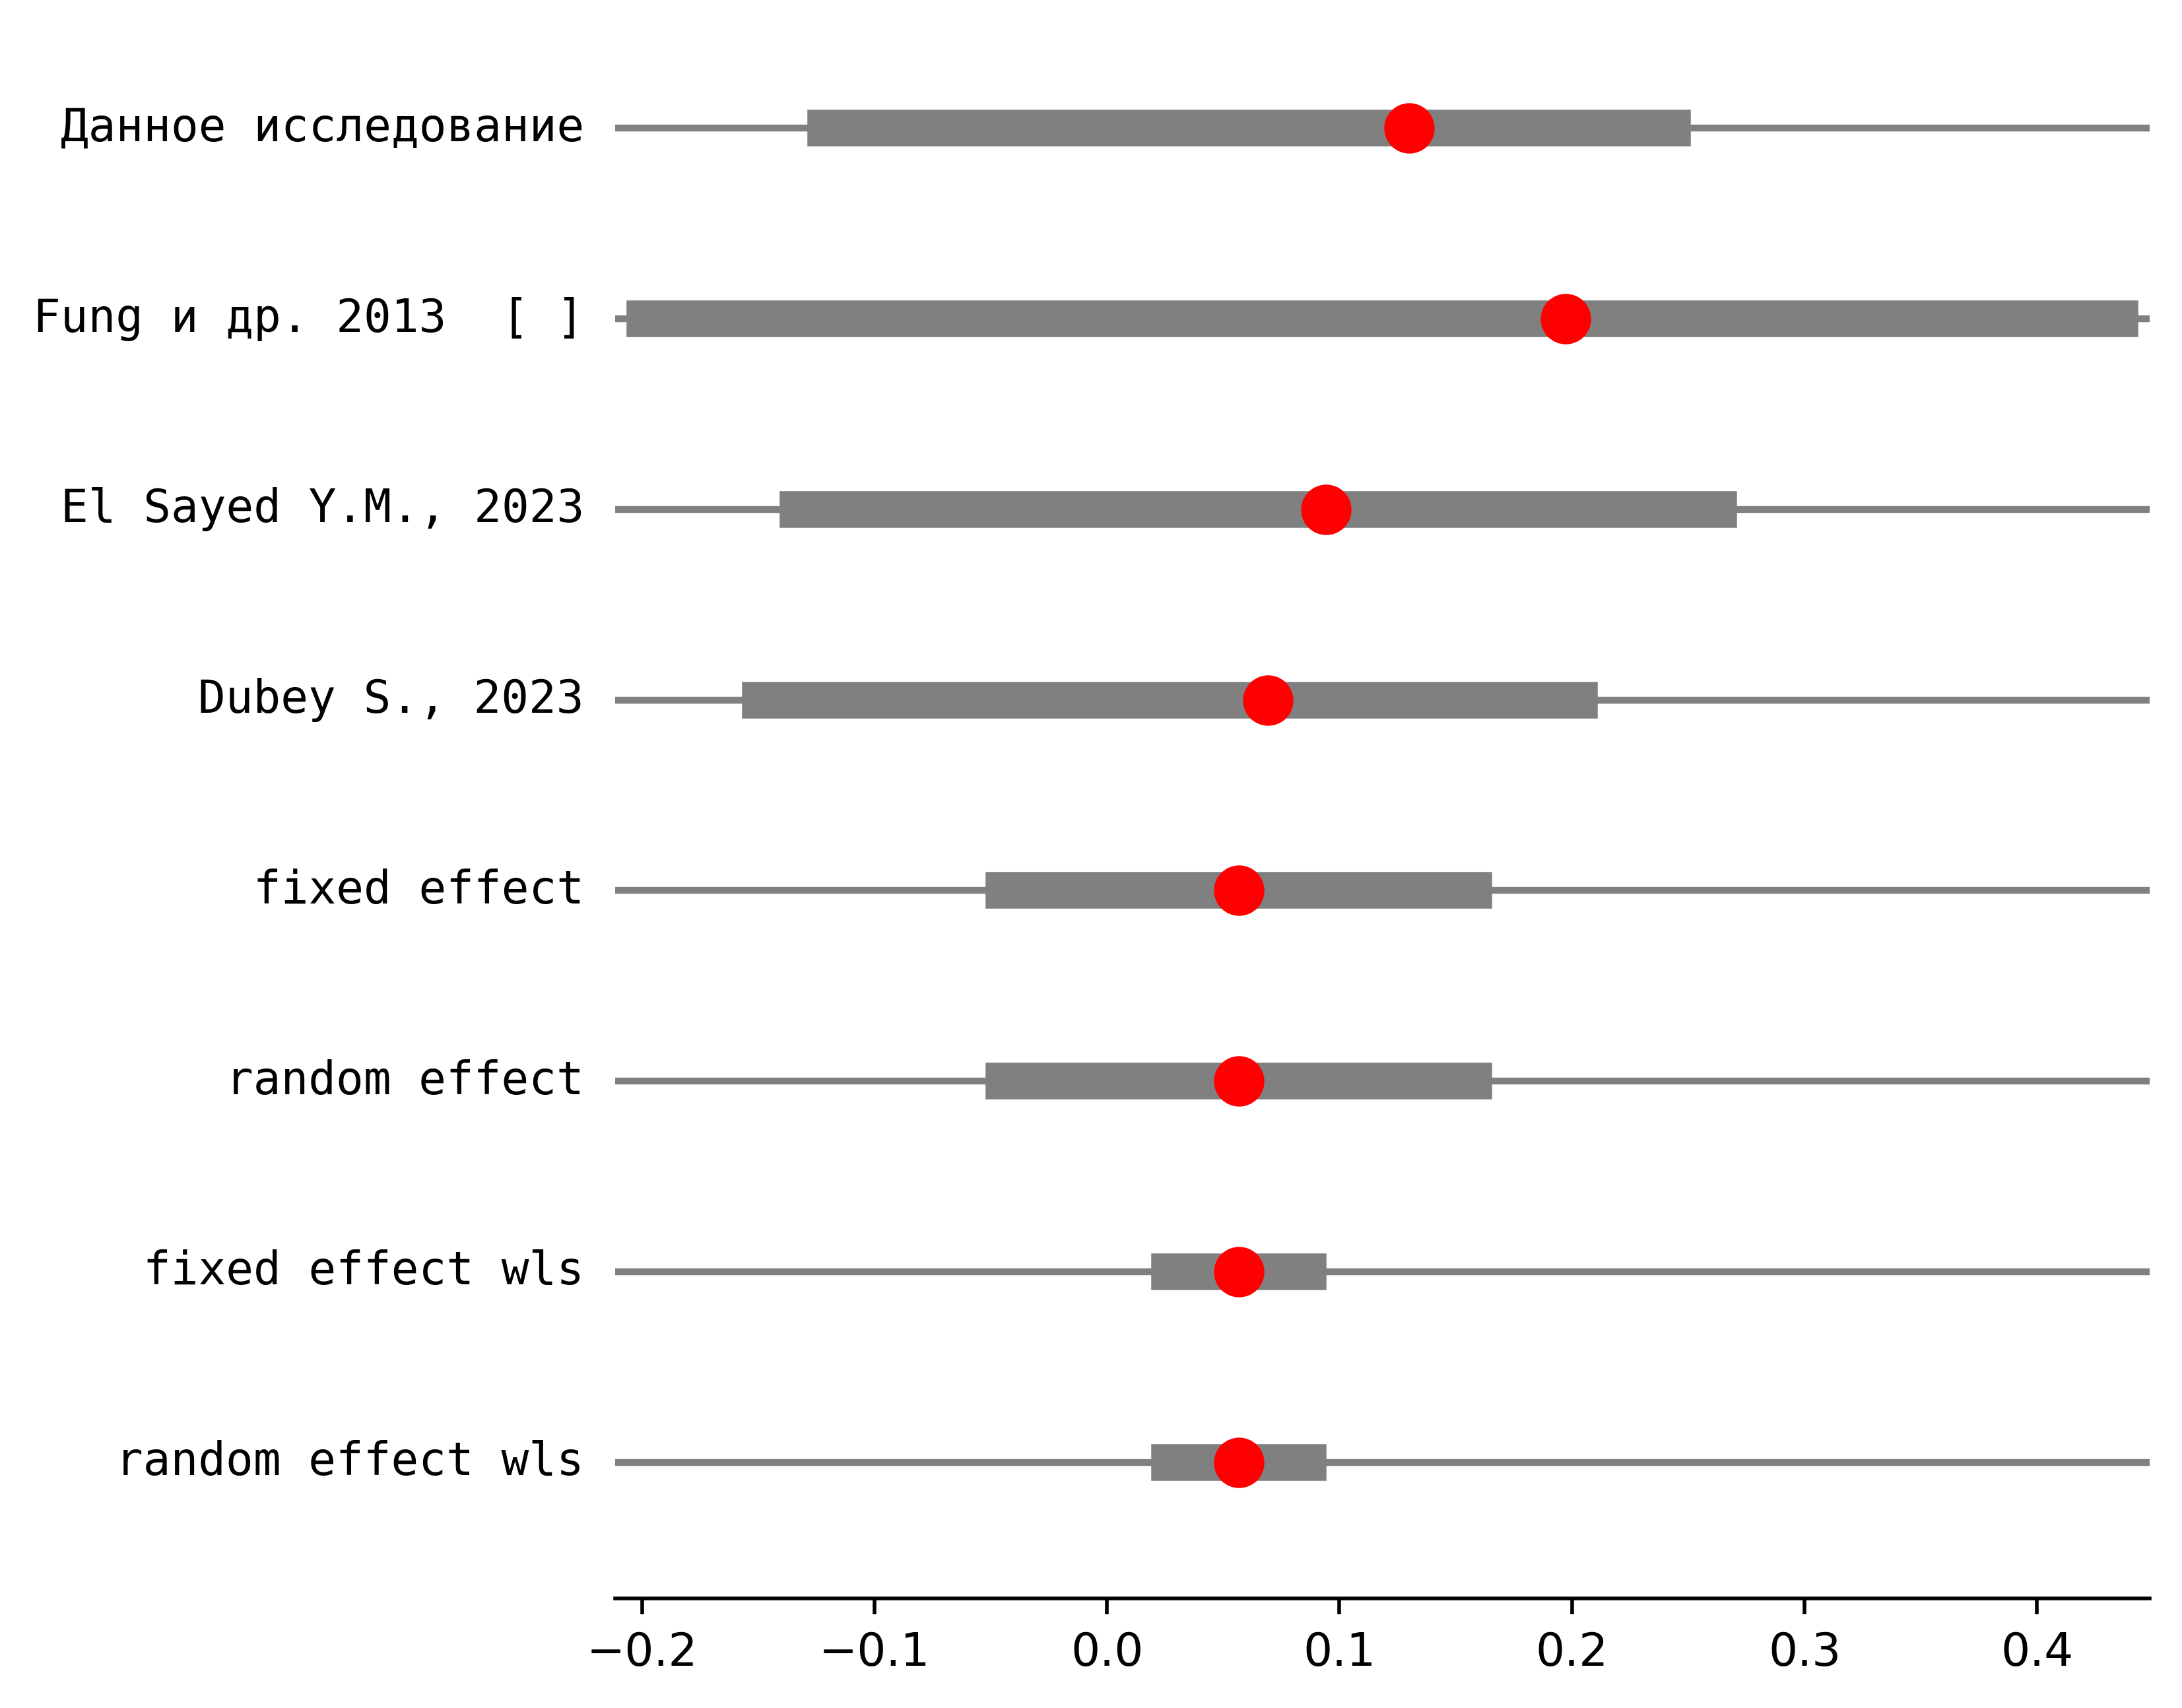 Данное исследование
Fung и др. 2013  [ ]
El Sayed Y.M., 2023
Dubey S., 2023
fixed effect
random effect
fixed effect wls
random effect wls
−0.2 −0.1 0.0 0.1 0.2 0.3 0.4